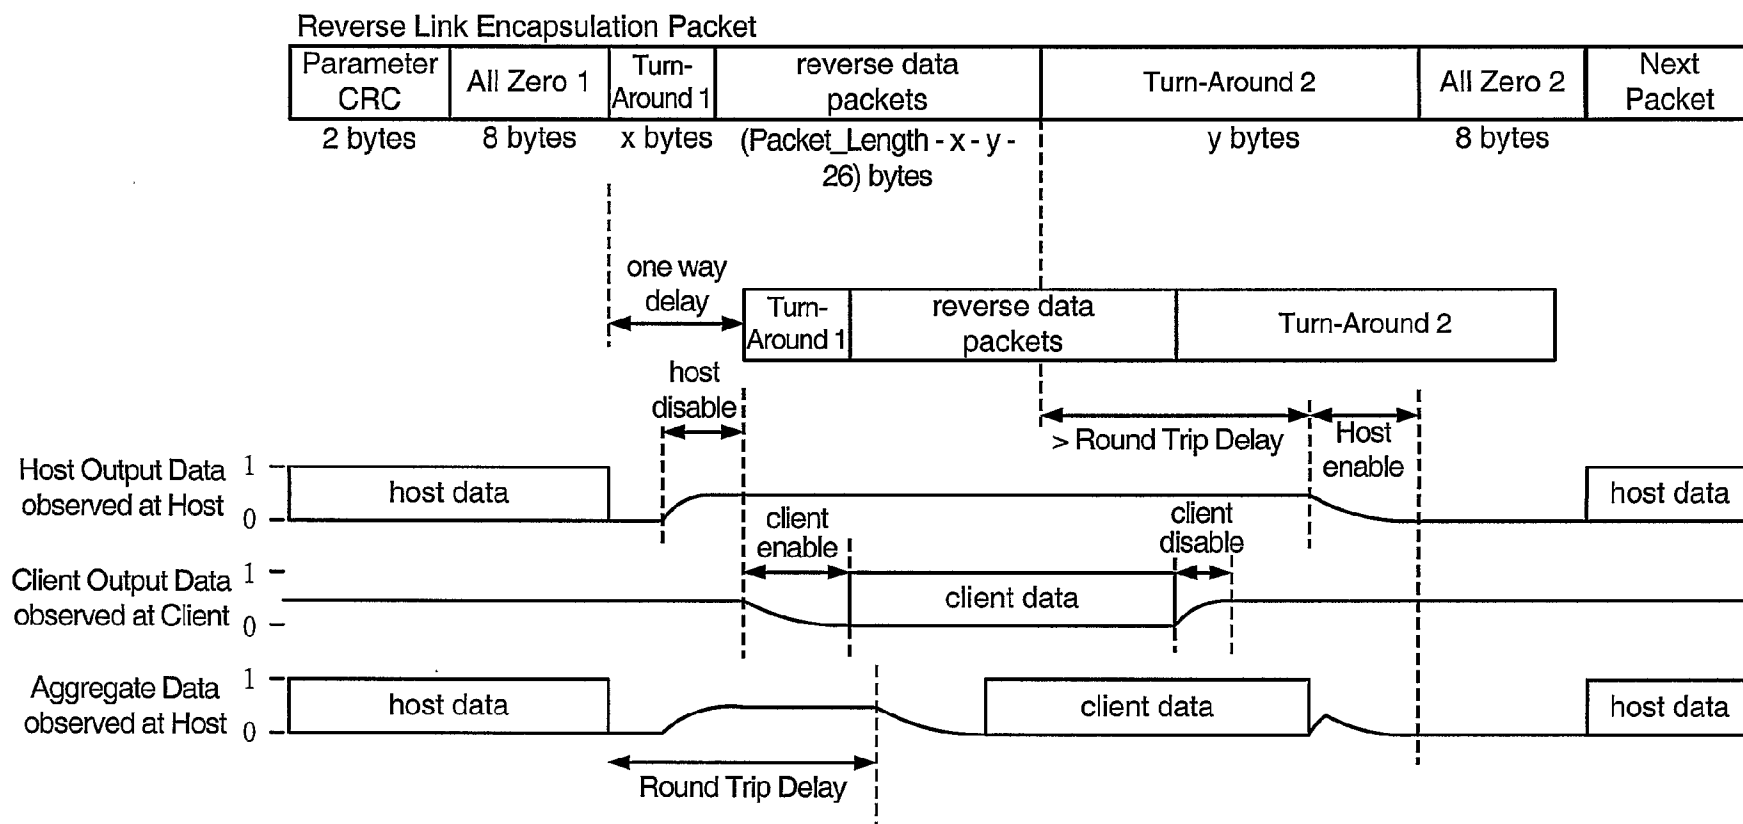 Reverse Link Encapsulation Packet
Parameter
CRC
All Zero 1
Turn-
Around 1
reverse data
packets
Turn-Around 2
All Zero 2
Next
Packet
2 bytes
8 bytes
x bytes
(Packet_Length - x - y -
26) bytes
y bytes
8 bytes
one way
delay
Turn-
Around 1
reverse data
packets
Turn-Around 2
host
disable
> Round Trip Delay
Host
enable
Host Output Data
observed at Host
1
0
host data
host data
client
enable
client
disable
Client Output Data
observed at Client
1
0
client data
Aggregate Data
observed at Host
1
0
host data
client data
host data
Round Trip Delay